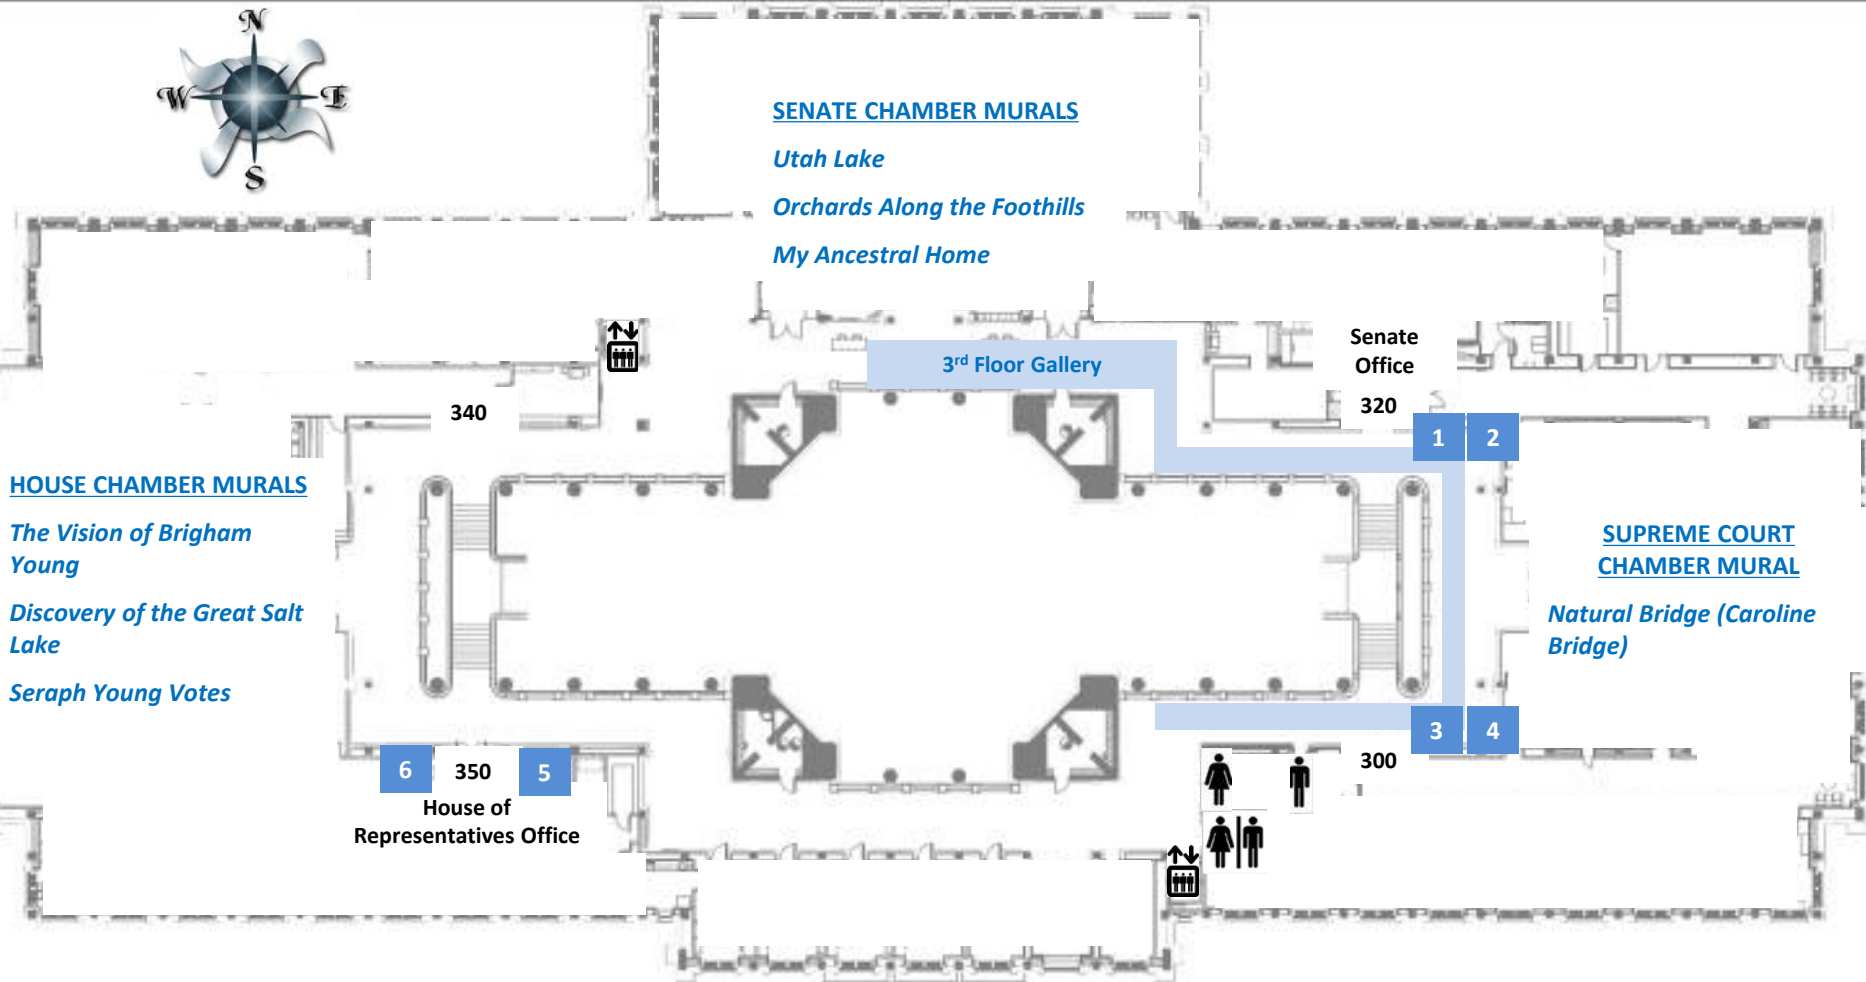 N
W
E
S
SENATE CHAMBER MURALS
Utah Lake
Orchards Along the Foothills
My Ancestral Home
3rd Floor Gallery
Senate
Office
320
340
1
2
HOUSE CHAMBER MURALS
The Vision of Brigham
Young
Discovery of the Great Salt
Lake
Seraph Young Votes
SUPREME COURT
CHAMBER MURAL
Natural Bridge (Caroline
Bridge)
3
4
300
6
350
5
House of
Representatives Office